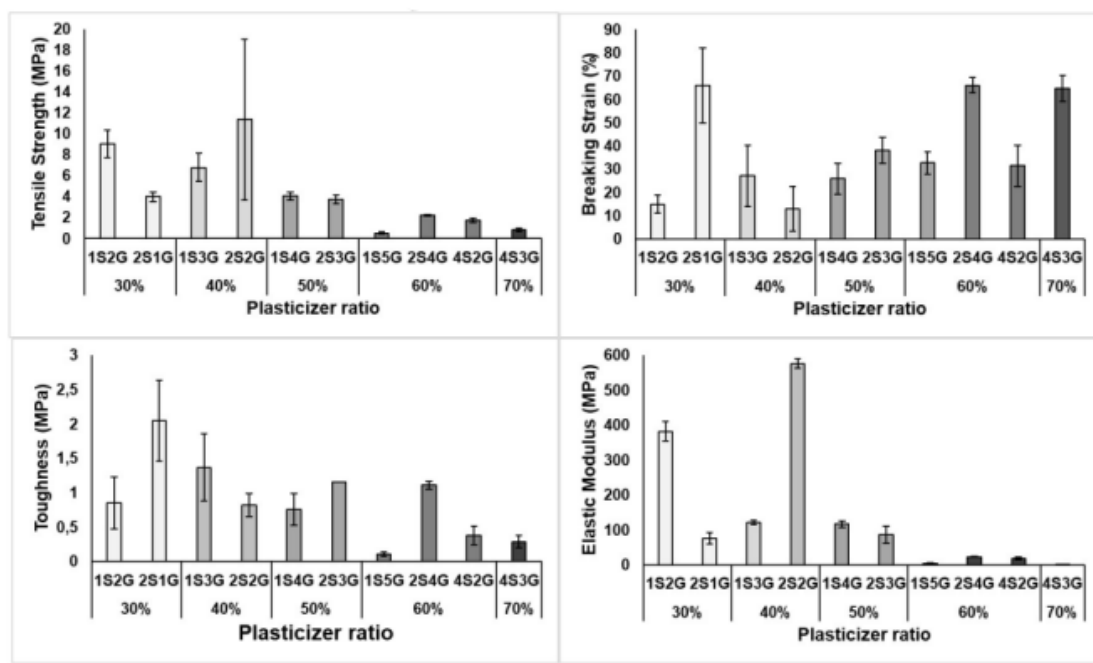 Tensile Strength (MPa)
20
18
16
14
12
10
8
6
4
2
0
1S2G 2S1G 1S3G 2S2G 1S4G 2S3G 1S5G 2S4G 4S2G 4S3G
30% 40% 50% 60% 70%
Plasticizer ratio
Breaking Strain (%)
90
80
70
60
50
40
30
20
10
0
1S2G 2S1G 1S3G 2S2G 1S4G 2S3G 1S5G 2S4G 4S2G 4S3G
30% 40% 50% 60% 70%
Plasticizer ratio
Toughness (MPa)
3
2,5
2
1,5
1
0,5
0
1S2G 2S1G 1S3G 2S2G 1S4G 2S3G 1S5G 2S4G 4S2G 4S3G
30% 40% 50% 60% 70%
Plasticizer ratio
Elastic Modulus (MPa)
600
500
400
300
200
100
0
1S2G 2S1G 1S3G 2S2G 1S4G 2S3G 1S5G 2S4G 4S2G 4S3G
30% 40% 50% 60% 70%
Plasticizer ratio